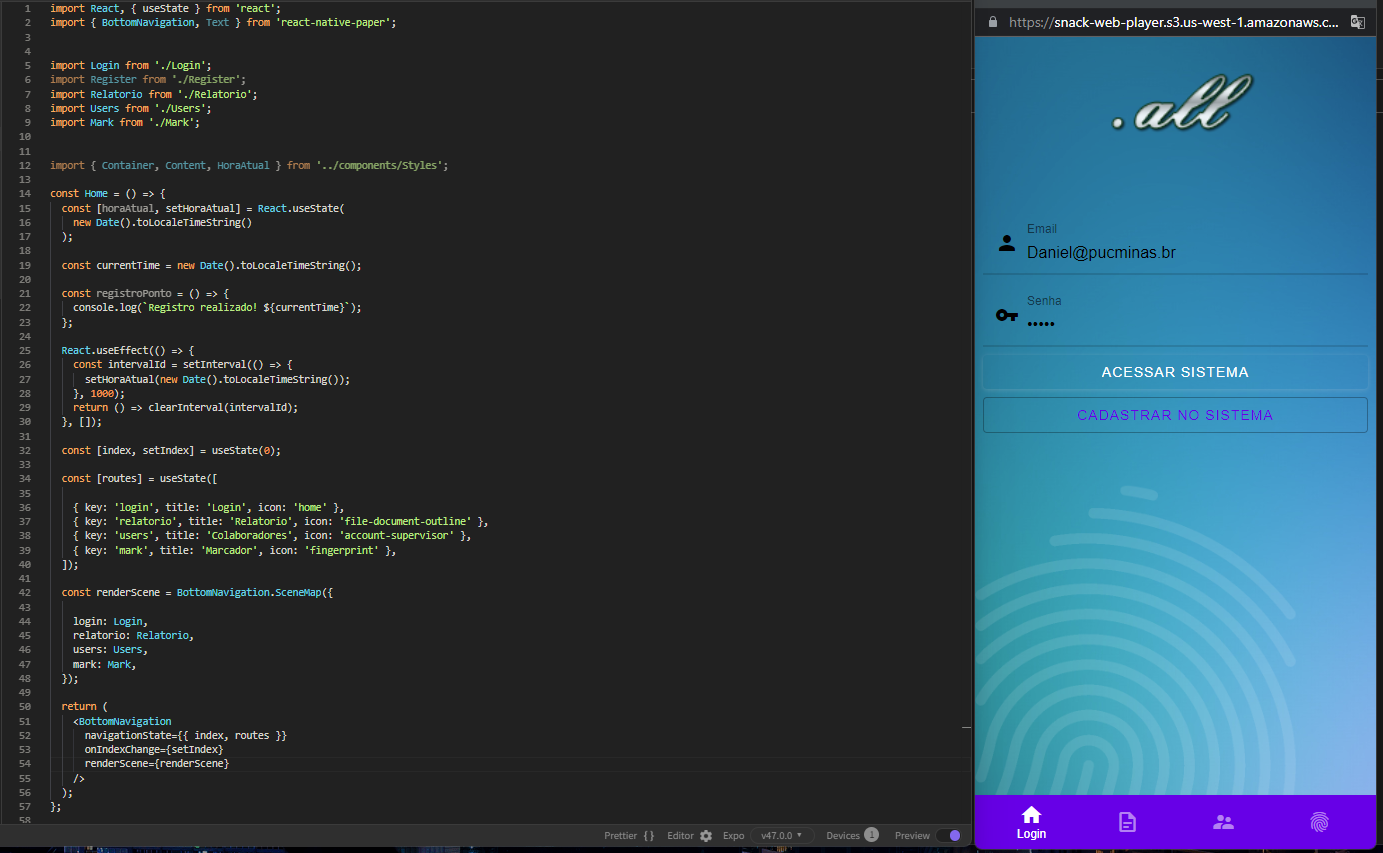 1 import React, { useState } from 'react';
2 import { BottomNavigation, Text } from 'react-native-paper';
3
4
5 import Login from './Login';
6 import Register from './Register';
7 import Relatorio from './Relatorio';
8 import Users from './Users';
9 import Mark from './Mark';
10
11
12 import { Container, Content, HoraAtual } from '../components/Styles';
13
14 const Home = () => {
15 const [horaAtual, setHoraAtual] = React.useState(
16 new Date().toLocaleTimeString()
17 );
18
19 const currentTime = new Date().toLocaleTimeString();
20
21 const registroPonto = () => {
22 console.log(`Registro realizado! ${currentTime}`);
23 };
24
25 React.useEffect(() => {
26 const intervalId = setInterval(() => {
27 setHoraAtual(new Date().toLocaleTimeString());
28 }, 1000);
29 return () => clearInterval(intervalId);
30 }, []);
31
32 const [index, setIndex] = useState(0);
33
34 const [routes] = useState([
35
36 { key: 'login', title: 'Login', icon: 'home' },
37 { key: 'relatorio', title: 'Relatorio', icon: 'file-document-outline' },
38 { key: 'users', title: 'Colaboradores', icon: 'account-supervisor' },
39 { key: 'mark', title: 'Marcador', icon: 'fingerprint' },
40 ]);
41
42 const renderScene = BottomNavigation.SceneMap({
43
44 login: Login,
45 relatorio: Relatorio,
46 users: Users,
47 mark: Mark,
48 });
49
50 return (
51 <BottomNavigation
52 navigationState={{ index, routes }}
53 onIndexChange={setIndex}
54 renderScene={renderScene}
55 />
56 );
57 };
58
Prettier {} Editor Expo v47.0.0 Devices 1 Preview
https://snack-web-player.s3.us-west-1.amazonaws.c...
.all
Email
Daniel@pucminas.br
Senha
•••••
ACESSAR SISTEMA
CADASTRAR NO SISTEMA
Login